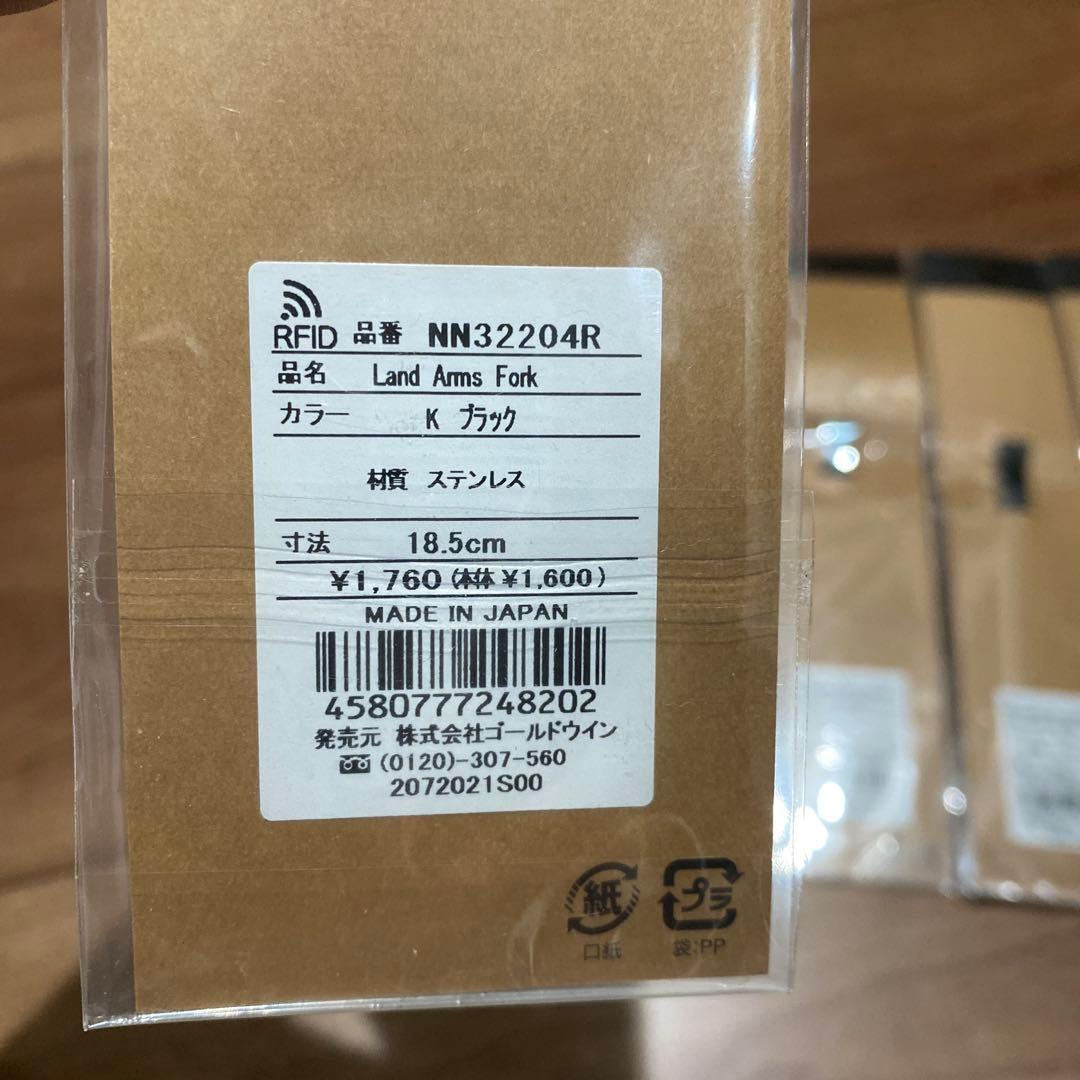 RFID 品番 NN32204R
品名 Land Arms Fork
カラー K ブラック
材質 ステンレス
寸法 18.5cm
¥1,760(本体¥1,600)
MADE IN JAPAN
4580777248202
発売元 株式会社ゴールドウイン
(0120)-307-560
2072021S00
紙 プラ
口紙 袋:PP